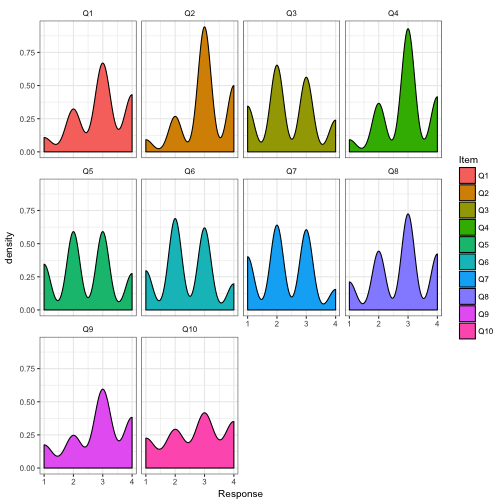 Q1 Q2 Q3 Q4
0.75
0.50
0.25
0.00
Q5 Q6 Q7 Q8
0.75
0.50
0.25
0.00
1 2 3 4 1 2 3 4
Q9 Q10
0.75
0.50
0.25
0.00
1 2 3 4 1 2 3 4
Response
density
Item
Q1
Q2
Q3
Q4
Q5
Q6
Q7
Q8
Q9
Q10